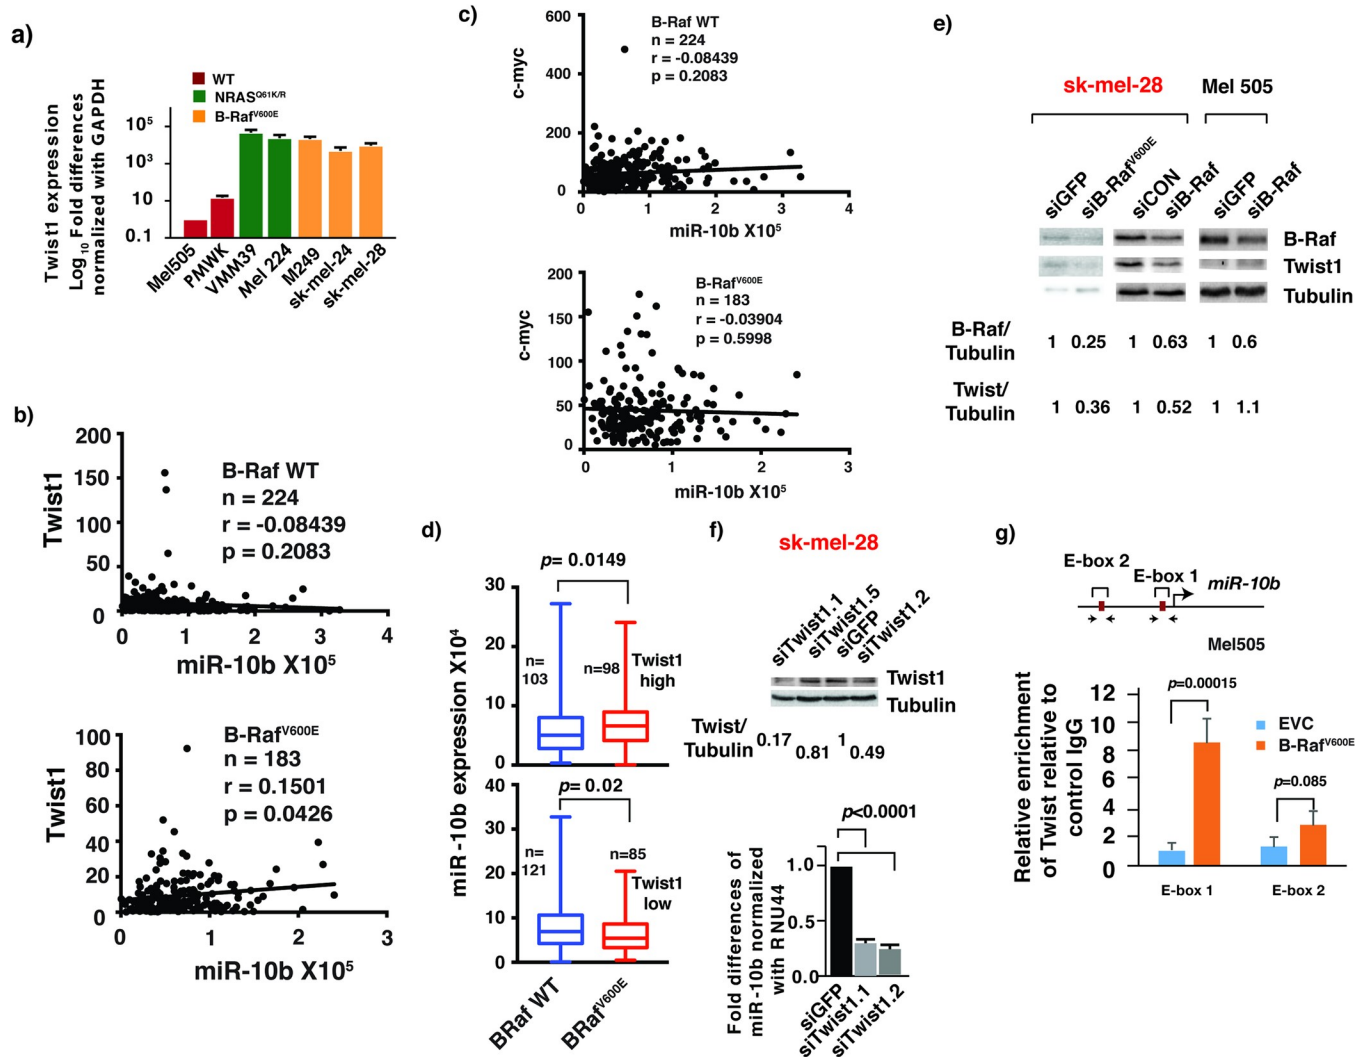 a)
WT
NRASQ61K/R
B-RafV600E
Twist1 expression
Log10 Fold differences
normalized with GAPDH
10⁵
10³
10
0.1
Mel505
PMWK
VMM39
Mel 224
M249
sk-mel-24
sk-mel-28
b)
Twist1
200
150
100
50
0
B-Raf WT
n = 224
r = -0.08439
p = 0.2083
0 1 2 3 4
miR-10b X10⁵
Twist1
100
80
60
40
20
0
B-RafV600E
n = 183
r = 0.1501
p = 0.0426
0 1 2 3
miR-10b X10⁵
c)
c-myc
600
400
200
0
B-Raf WT
n = 224
r = -0.08439
p = 0.2083
0 1 2 3 4
miR-10b X10⁵
c-myc
200
150
100
50
0
B-RafV600E
n = 183
r = -0.03904
p = 0.5998
0 1 2 3
miR-10b X10⁵
d)
miR -10b expression X10⁴
p= 0.0149
30
20
10
0
n=
103
n=98
Twist1
high
p= 0.02
40
30
20
10
0
n=
121
n=85
Twist1
low
BRaf WT
BRafV600E
e)
sk-mel-28
Mel 505
siGFP
siB-RafV600E
siCON
siB-Raf
siGFP
siB-Raf
B-Raf
Twist1
Tubulin
B-Raf/
Tubulin
1 0.25 1 0.63 1 0.6
Twist/
Tubulin
1 0.36 1 0.52 1 1.1
f)
sk-mel-28
siTwist1.1
siTwist1.5
siGFP
siTwist1.2
Twist1
Tubulin
Twist/
Tubulin
0.17 0.81 1 0.49
p<0.0001
Fold differences of
miR-10b normalized
with RNU44
1.0
0.5
0.0
siGFP
siTwist1.1
siTwist1.2
g)
E-box 2
E-box 1
miR-10b
Mel505
Relative enrichment
of Twist relative to
control IgG
12
10
8
6
4
2
0
p=0.00015
EVC
B-RafV600E
p=0.085
E-box 1
E-box 2